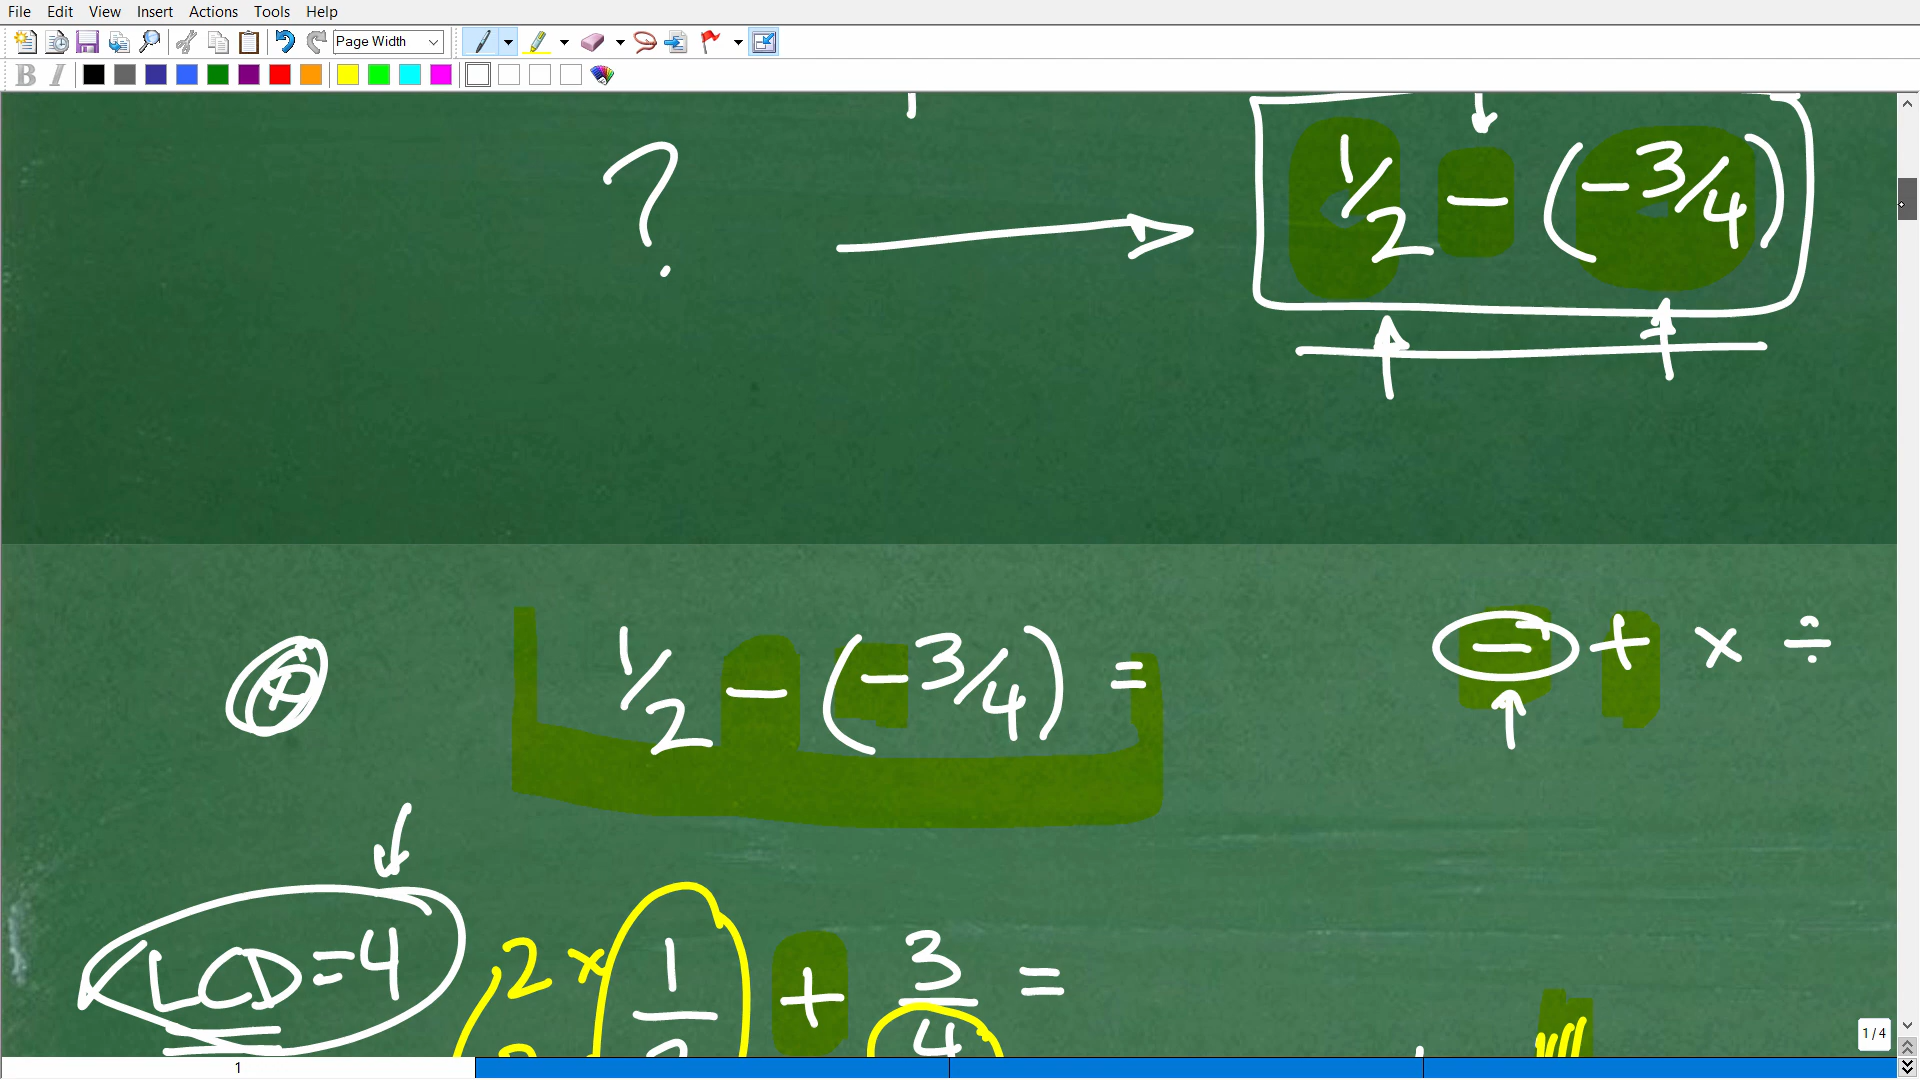 File Edit View Insert Actions Tools Help
Page Width
B I
?
1/2 - (-3/4)
1/2 - (-3/4) =
- + × ÷
LCD=4
2 × 1/2 + 3/4 =
1/4
1